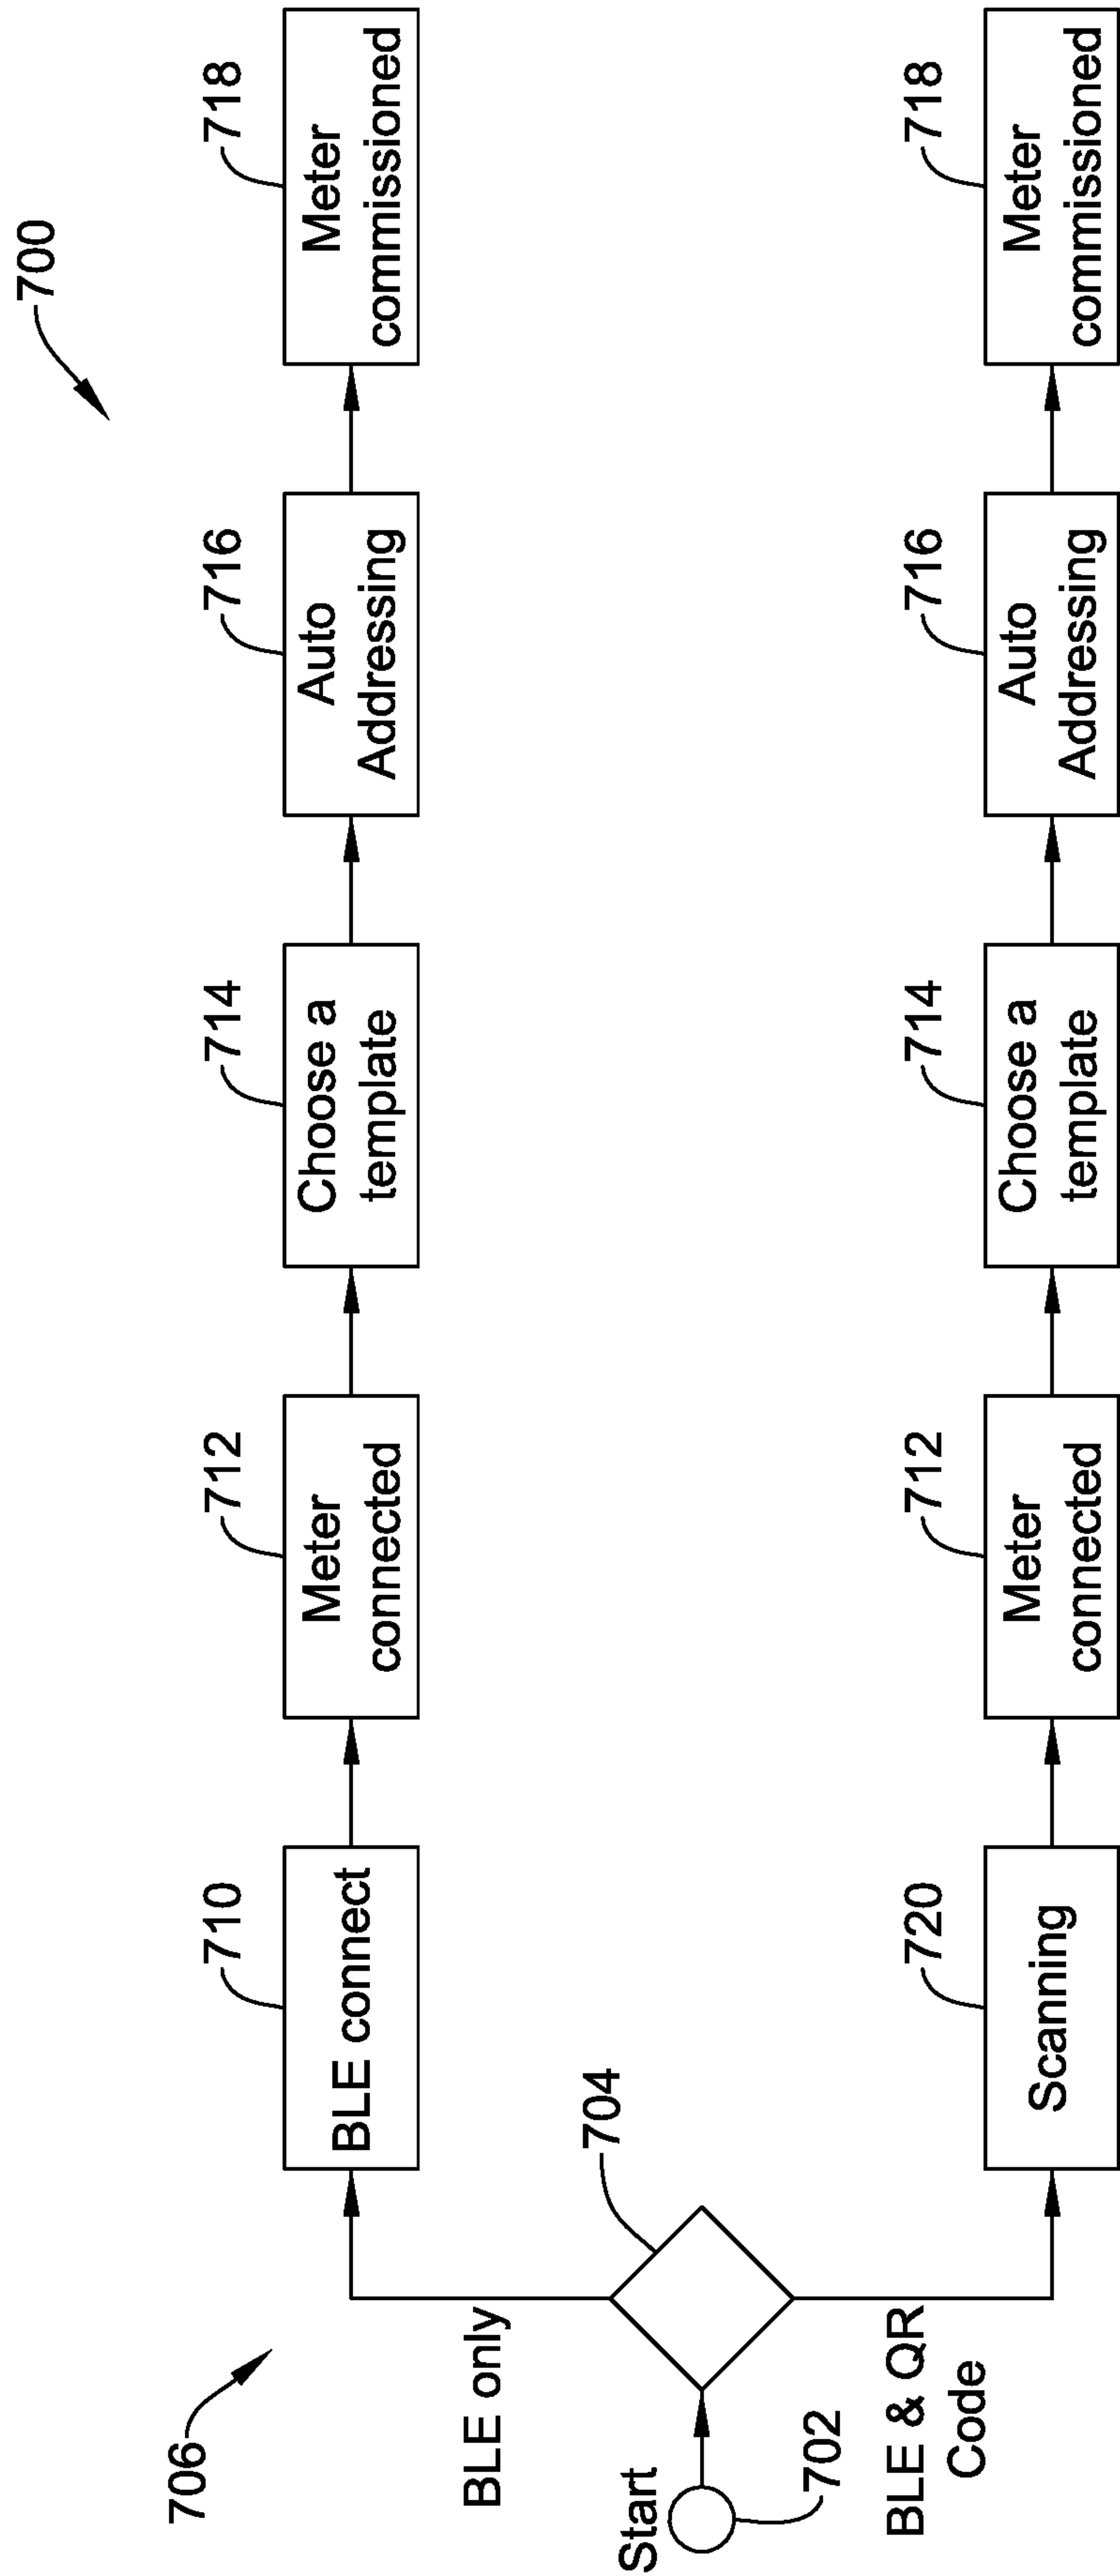 700
706
710
BLE connect
712
Meter
connected
714
Choose a
template
716
Auto
Addressing
718
Meter
commissioned
BLE only
704
Start
702
BLE & QR
Code
720
Scanning
712
Meter
connected
714
Choose a
template
716
Auto
Addressing
718
Meter
commissioned